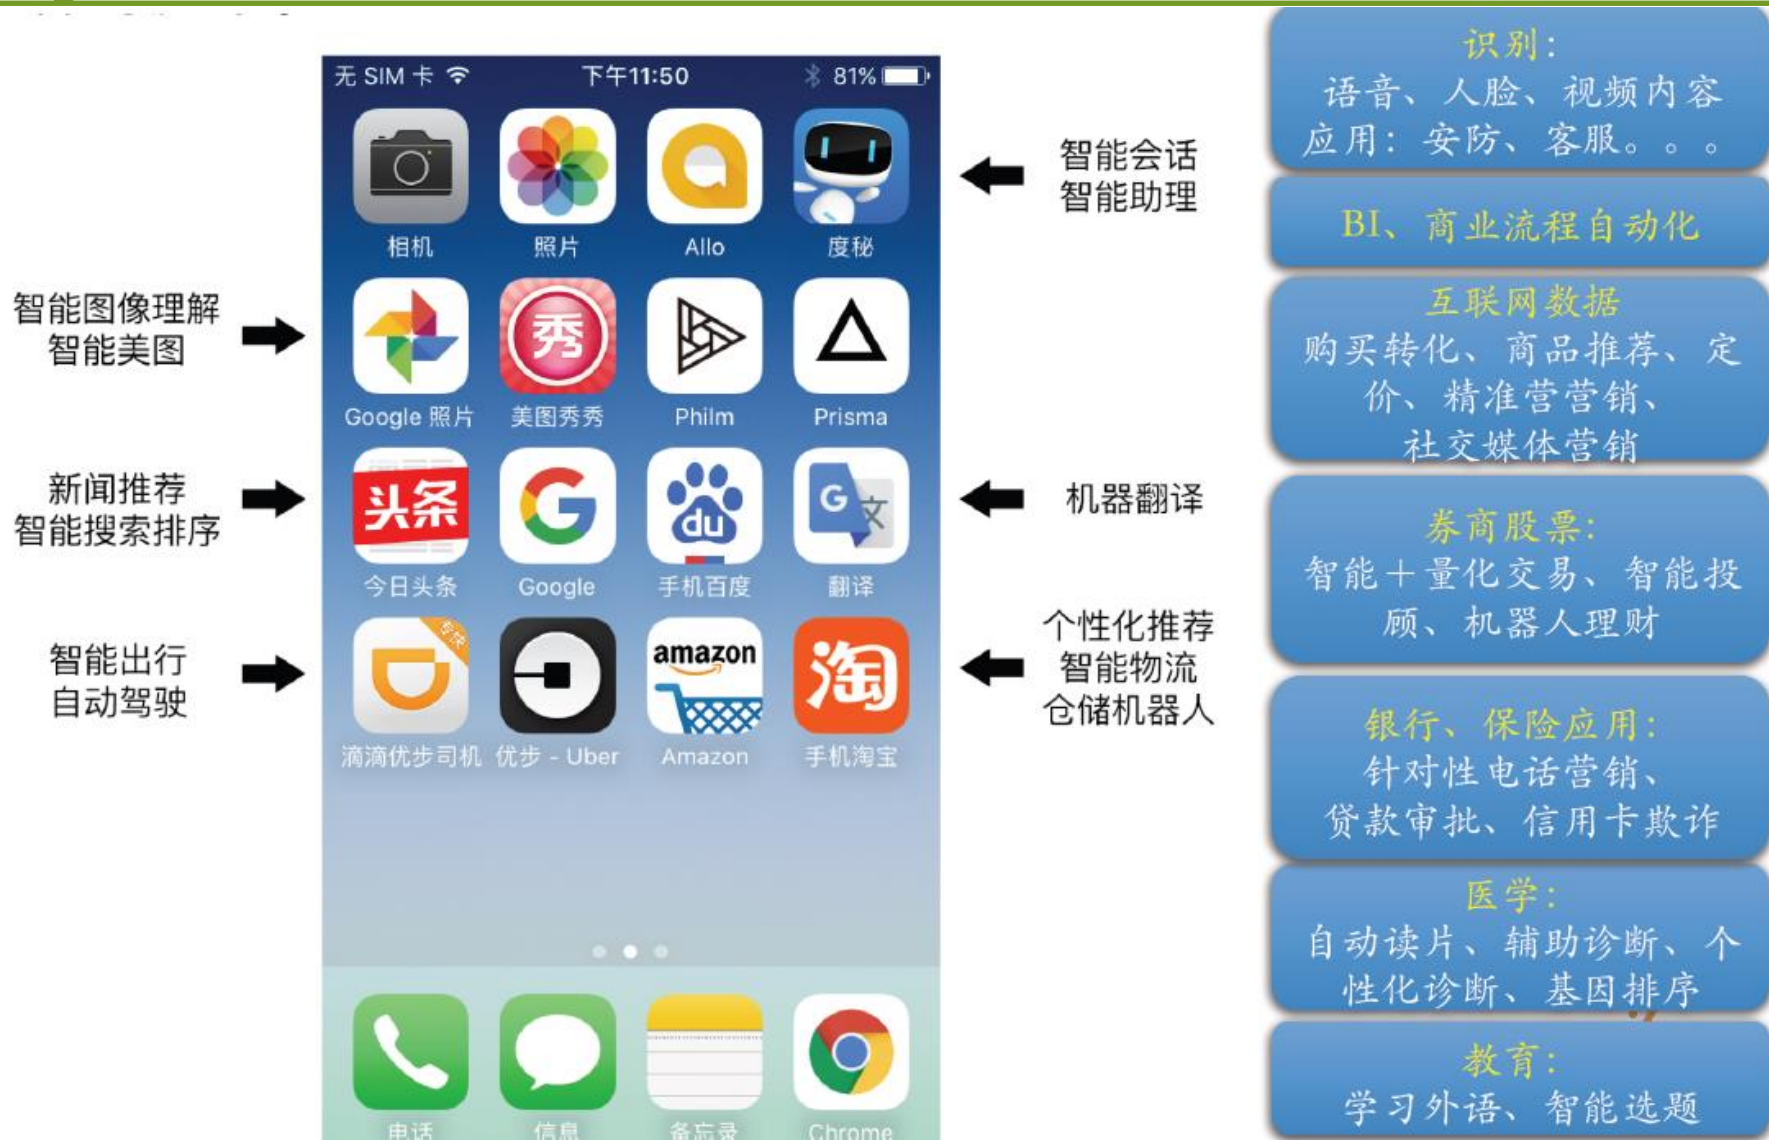 无 SIM 卡
下午11:50
81%
相机
照片
Allo
度秘
Google 照片
美图秀秀
Philm
Prisma
今日头条
Google
手机百度
翻译
滴滴优步司机
优步 - Uber
Amazon
手机淘宝
电话
信息
备忘录
Chrome
秀
头条
du
G
文
专快
amazon
淘
智能图像理解
智能美图
新闻推荐
智能搜索排序
智能出行
自动驾驶
智能会话
智能助理
机器翻译
个性化推荐
智能物流
仓储机器人
识别:
语音、人脸、视频内容
应用: 安防、客服。。。
BI、商业流程自动化
互联网数据
购买转化、商品推荐、定
价、精准营营销、
社交媒体营销
券商股票:
智能+量化交易、智能投
顾、机器人理财
银行、保险应用:
针对性电话营销、
贷款审批、信用卡欺诈
医学:
自动读片、辅助诊断、个
性化诊断、基因排序
教育:
学习外语、智能选题